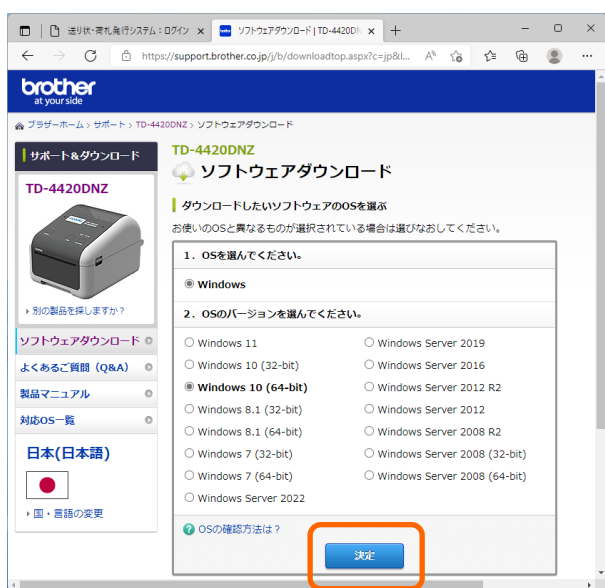 送り状・荷札発行システム：ログイン
ソフトウェアダウンロード | TD-4420DN
https://support.brother.co.jp/j/b/downloadtop.aspx?c=jp&l...
brother
at your side
ブラザーホーム > サポート > TD-4420DNZ > ソフトウェアダウンロード
サポート&ダウンロード
TD-4420DNZ
別の製品を探しますか？
ソフトウェアダウンロード
よくあるご質問（Q&A）
製品マニュアル
対応OS一覧
日本(日本語)
国・言語の変更
TD-4420DNZ
ソフトウェアダウンロード
ダウンロードしたいソフトウェアのOSを選ぶ
お使いのOSと異なるものが選択されている場合は選びなおしてください。
1. OSを選んでください。
Windows
2. OSのバージョンを選んでください。
Windows 11
Windows 10 (32-bit)
Windows 10 (64-bit)
Windows 8.1 (32-bit)
Windows 8.1 (64-bit)
Windows 7 (32-bit)
Windows 7 (64-bit)
Windows Server 2022
Windows Server 2019
Windows Server 2016
Windows Server 2012 R2
Windows Server 2012
Windows Server 2008 R2
Windows Server 2008 (32-bit)
Windows Server 2008 (64-bit)
OSの確認方法は？
決定